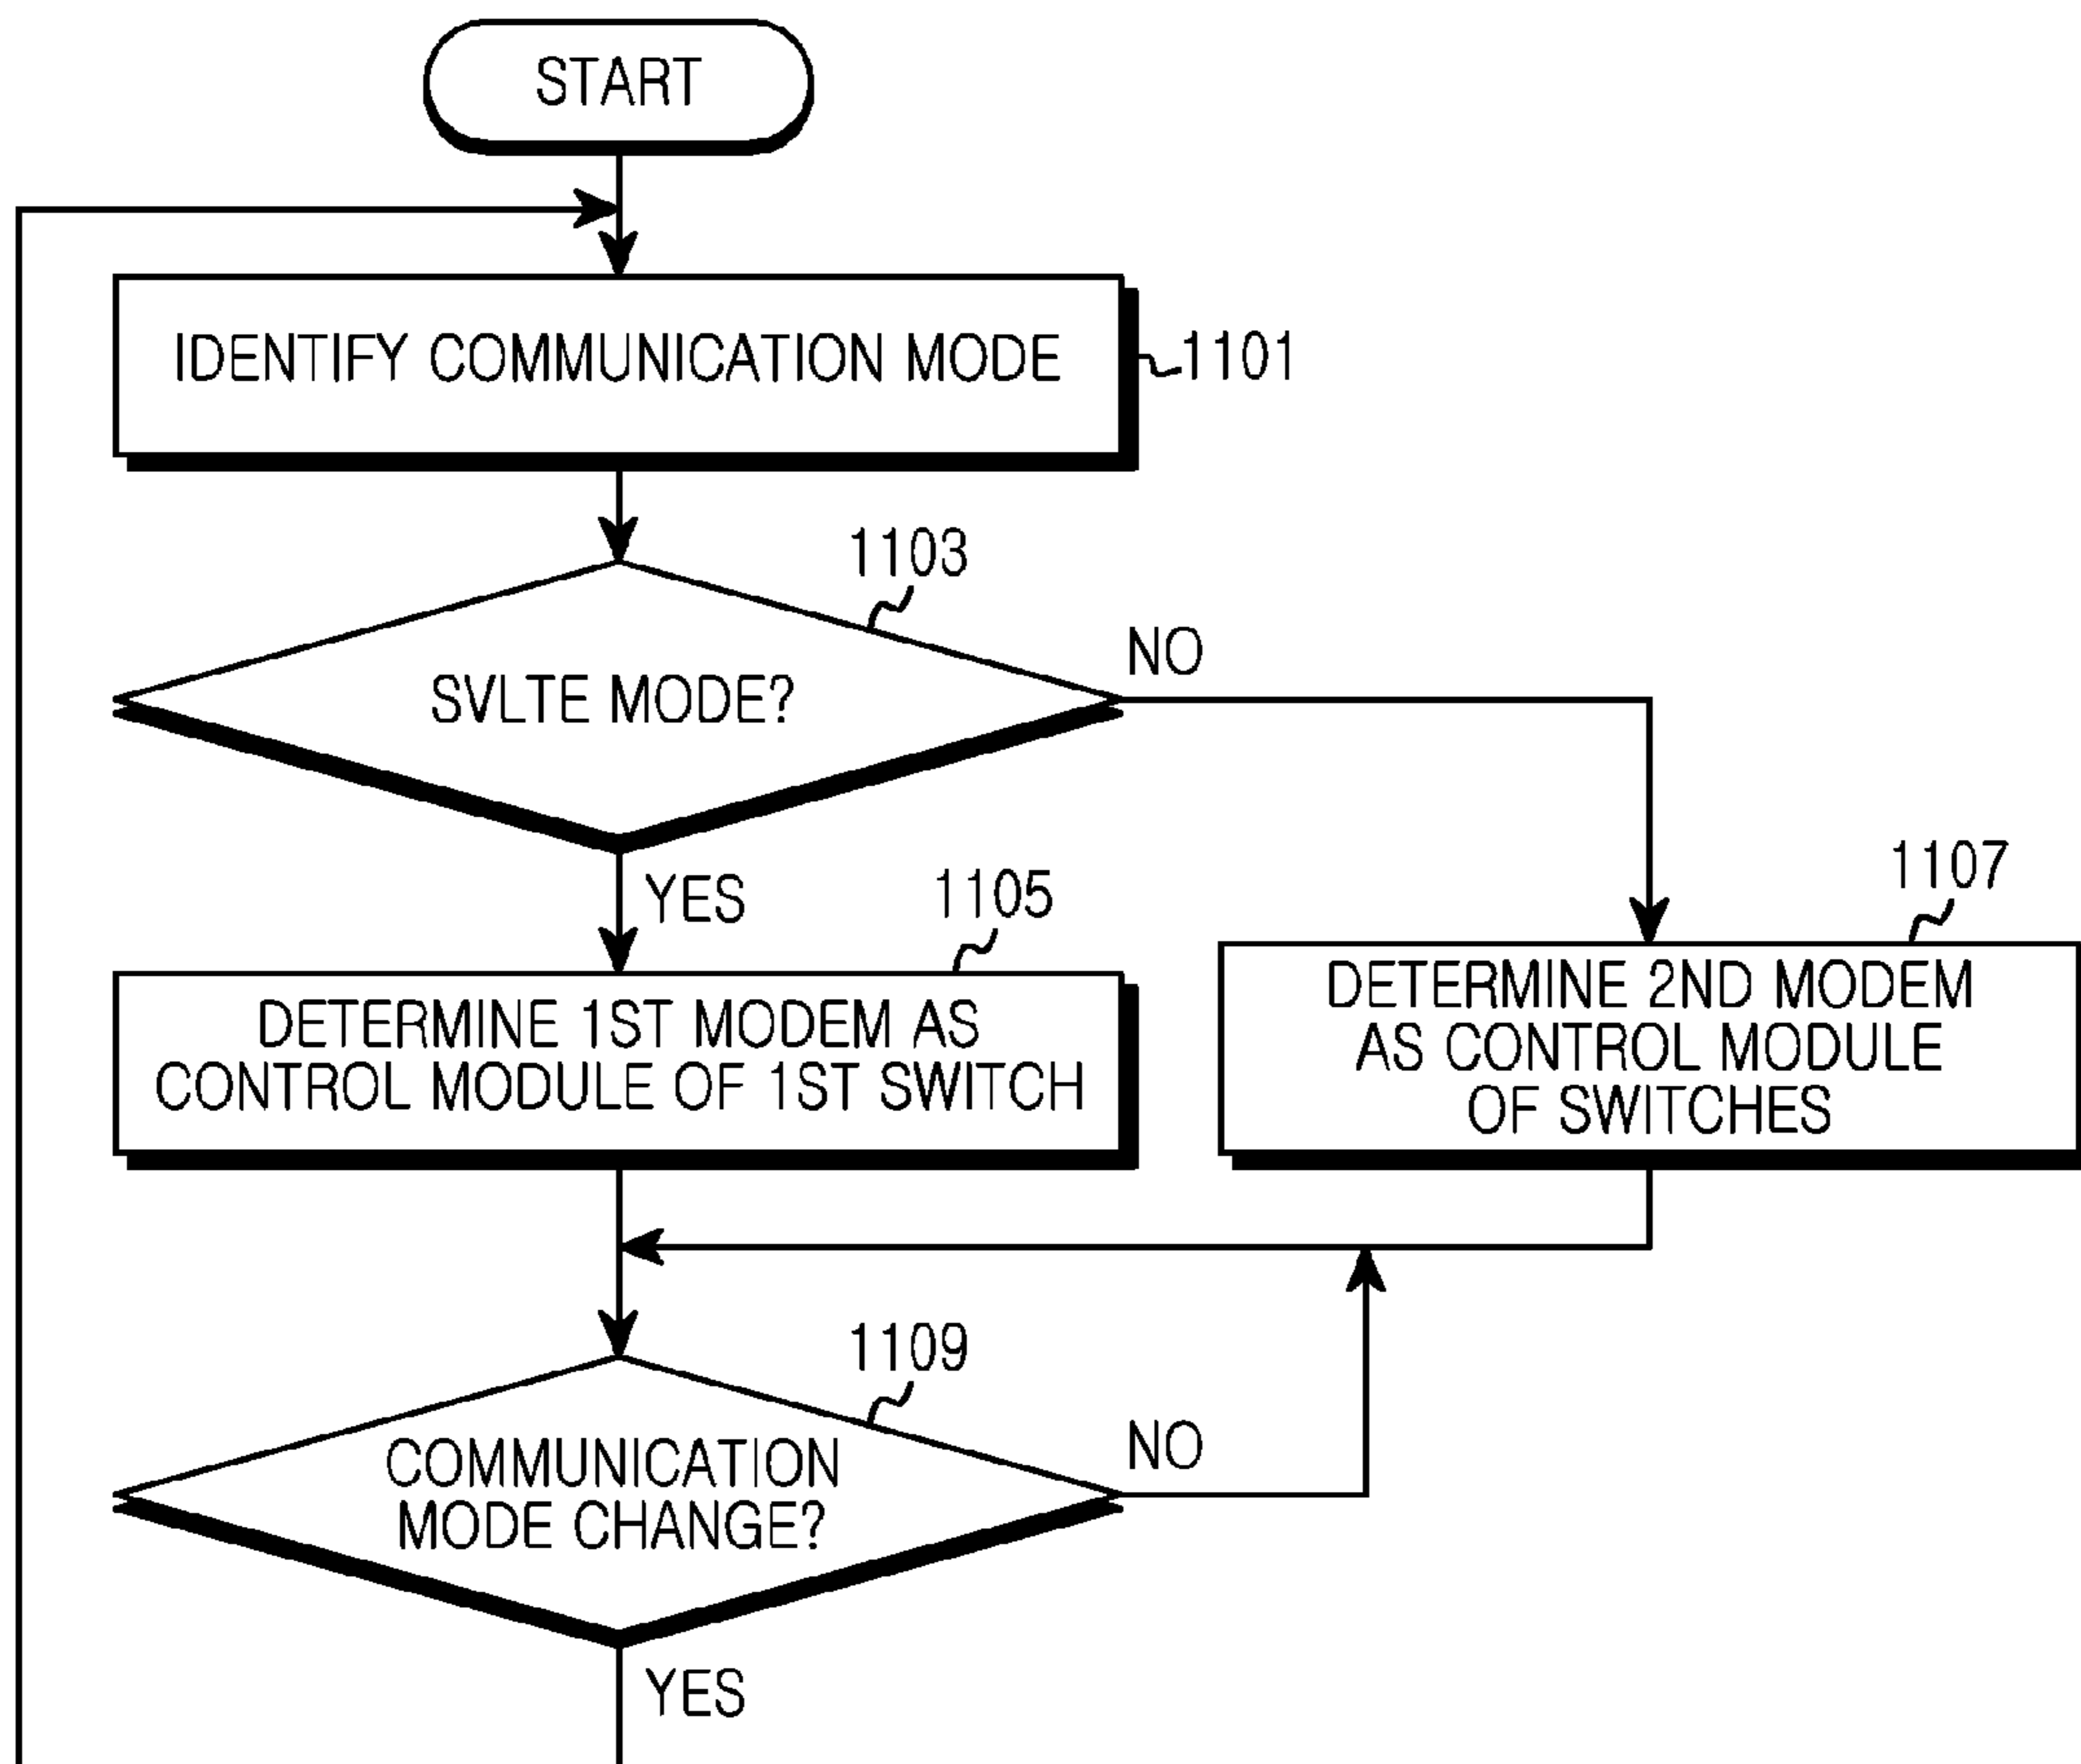 START
IDENTIFY COMMUNICATION MODE
1101
1103
SVLTE MODE?
NO
YES
1105
1107
DETERMINE 1ST MODEM AS
CONTROL MODULE OF 1ST SWITCH
DETERMINE 2ND MODEM
AS CONTROL MODULE
OF SWITCHES
1109
COMMUNICATION
MODE CHANGE?
NO
YES